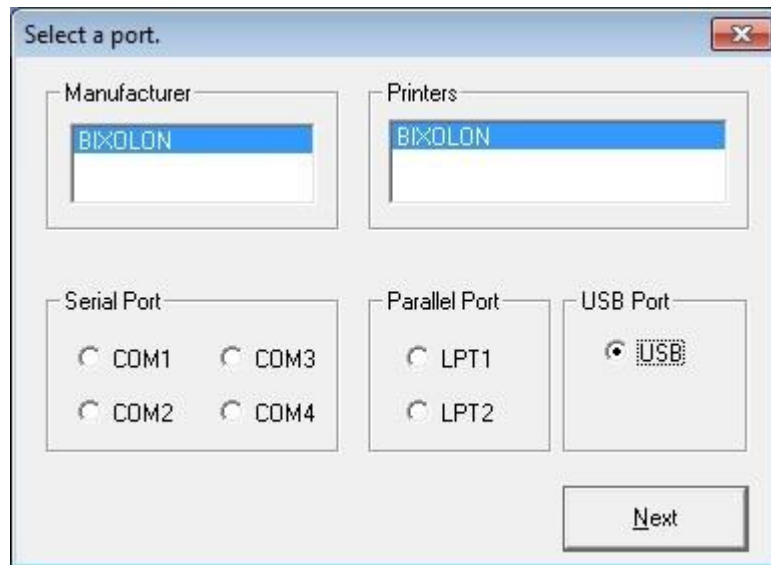 Select a port.
Manufacturer
BIXOLON
Printers
BIXOLON
Serial Port
COM1
COM3
COM2
COM4
Parallel Port
LPT1
LPT2
USB Port
USB
Next